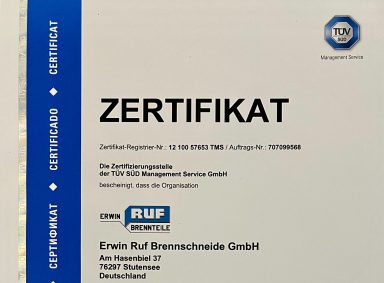 TÜV
SÜD
Management Service
ZERTIFIKAT
Zertifikat-Registrier-Nr.: 12 100 57653 TMS / Auftrags-Nr.: 707099568
Die Zertifizierungsstelle
der TÜV SÜD Management Service GmbH
bescheinigt, dass die Organisation
ERWIN RUF
BRENNTEILE
Erwin Ruf Brennschneide GmbH
Am Hasenbiel 37
76297 Stutensee
Deutschland
СЕРТИФИКАТ ◆ CERTIFICADO ◆ CERTIFICAT